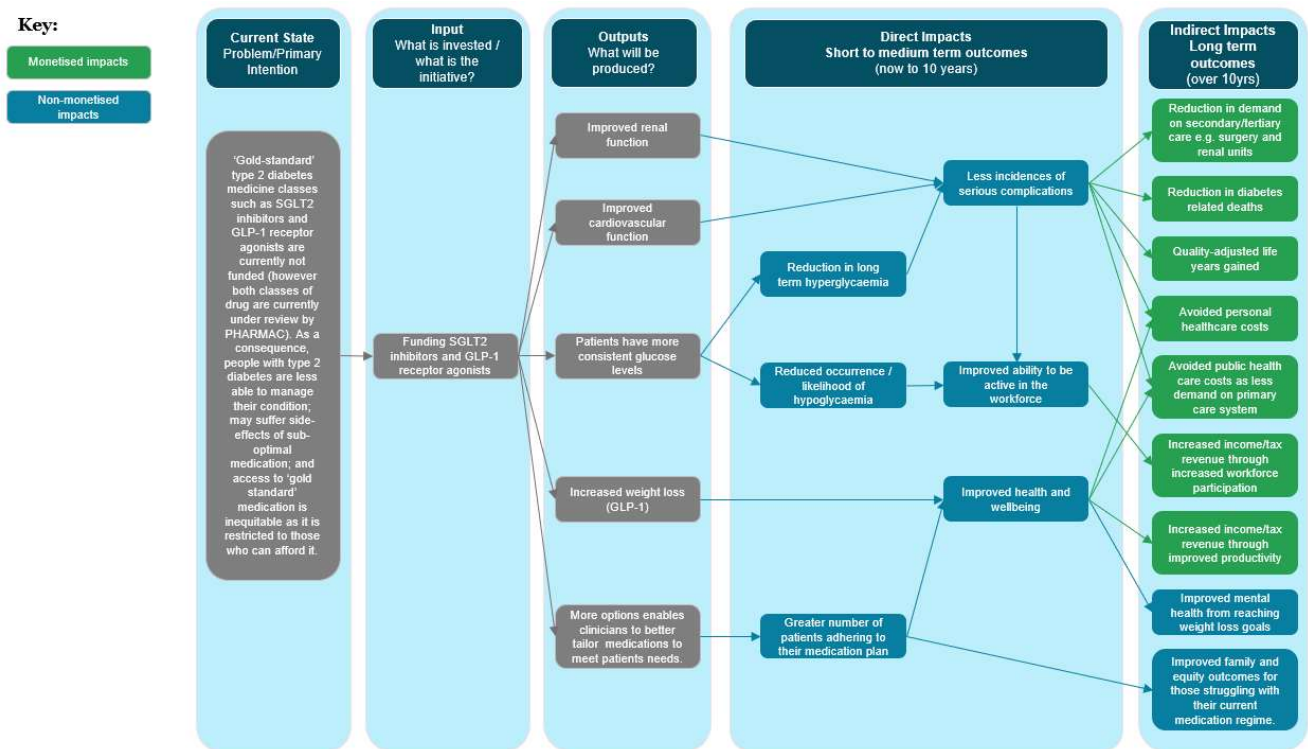 Key:
Monetised impacts
Non-monetised
impacts
Current State
Problem/Primary
Intention
‘Gold-standard’
type 2 diabetes
medicine classes
such as SGLT2
inhibitors and
GLP-1 receptor
agonists are
currently not
funded (however
both classes of
drug are currently
under review by
PHARMAC). As a
consequence,
people with type 2
diabetes are less
able to manage
their condition;
may suffer side-
effects of sub-
optimal
medication; and
access to ‘gold
standard’
medication is
inequitable as it is
restricted to those
who can afford it.
Input
What is invested /
what is the
initiative?
Funding SGLT2
inhibitors and GLP-1
receptor agonists
Outputs
What will be
produced?
Improved renal
function
Improved
cardiovascular
function
Patients have more
consistent glucose
levels
Increased weight loss
(GLP-1)
More options enables
clinicians to better
tailor medications to
meet patients needs.
Direct Impacts
Short to medium term outcomes
(now to 10 years)
Less incidences of
serious complications
Reduction in long
term hyperglycaemia
Reduced occurrence /
likelihood of
hypoglycaemia
Improved ability to be
active in the
workforce
Improved health and
wellbeing
Greater number of
patients adhering to
their medication plan
Indirect Impacts
Long term
outcomes
(over 10yrs)
Reduction in demand
on secondary/tertiary
care e.g. surgery and
renal units
Reduction in diabetes
related deaths
Quality-adjusted life
years gained
Avoided personal
healthcare costs
Avoided public health
care costs as less
demand on primary
care system
Increased income/tax
revenue through
increased workforce
participation
Increased income/tax
revenue through
improved productivity
Improved mental
health from reaching
weight loss goals
Improved family and
equity outcomes for
those struggling with
their current
medication regime.